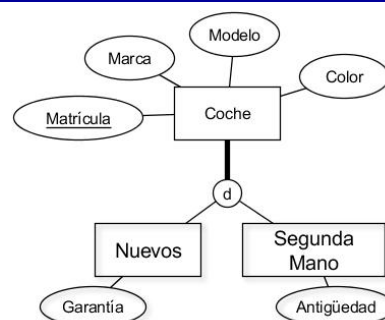 Modelo
Marca
Color
Matrícula
Coche
d
Nuevos
Segunda
Mano
Garantía
Antigüedad